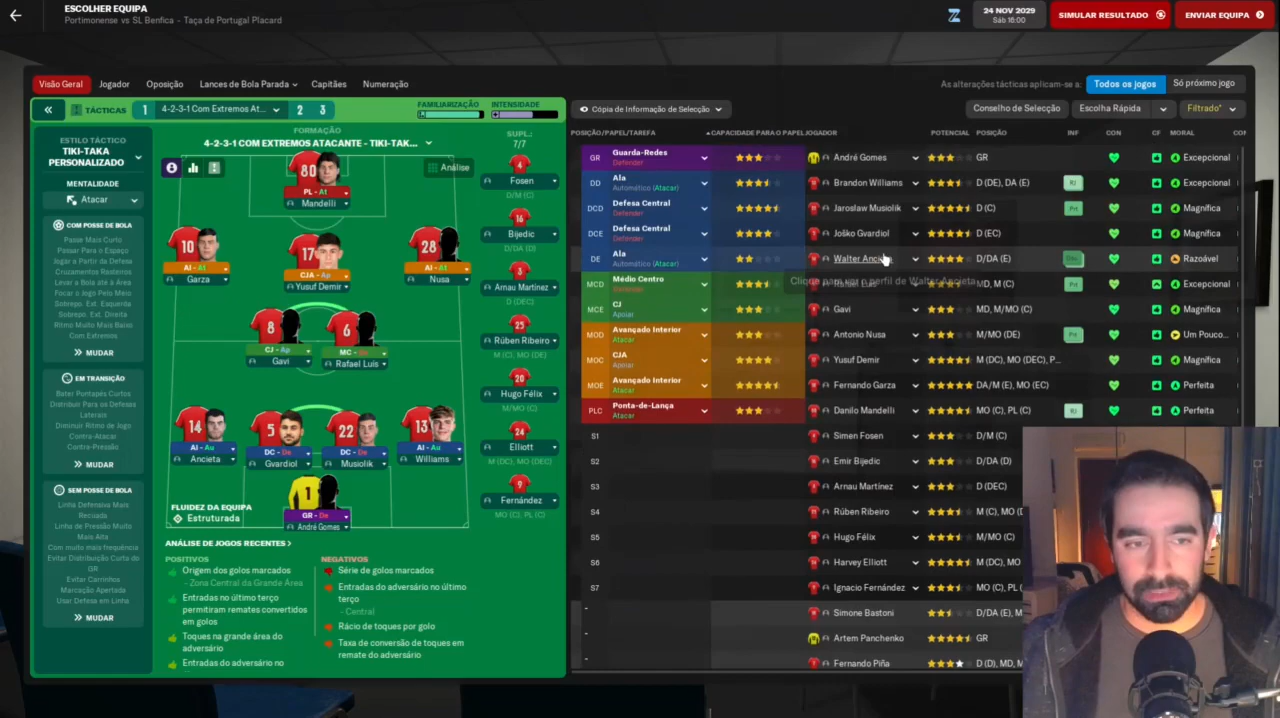 ESCOLHER EQUIPA
Portimonense vs SL Benfica - Taça de Portugal Placard
24 NOV 2029
Sáb 16:00
SIMULAR RESULTADO
ENVIAR EQUIPA
Visão Geral
Jogador
Oposição
Lances de Bola Parada
Capitães
Numeração
As alterações tácticas aplicam-se a:
Todos os jogos
Só próximo jogo
TÁCTICAS
1
4-2-3-1 Com Extremos At...
2
3
FAMILIARIZAÇÃO
INTENSIDADE
Cópia de Informação de Selecção
Conselho de Selecção
Escolha Rápida
Filtrado*
ESTILO TÁCTICO
TIKI-TAKA
PERSONALIZADO
MENTALIDADE
Atacar
COM POSSE DE BOLA
Passe Mais Curto
Passar Para o Espaço
Jogar a Partir da Defesa
Cruzamentos Rasteiros
Levar a Bola até à Área
Focar o Jogo Pelo Meio
Sobrepo. Ext. Esquerda
Sobrepo. Ext. Direita
Ritmo Muito Mais Baixo
Com Extremos
MUDAR
EM TRANSIÇÃO
Bater Pontapés Curtos
Distribuir Para os Defesas
Laterais
Diminuir Ritmo de Jogo
Contra-Ataca
Contra-Pressão
MUDAR
SEM POSSE DE BOLA
Linha Defensiva Mais
Recuada
Linha de Pressão Muito
Mais Alta
Com muito mais frequência
Evitar Distribuição Curta do
GR
Evitar Carrinhos
Marcação Apertada
Usar Defesa em Linha
MUDAR
FORMAÇÃO
4-2-3-1 COM EXTREMOS ATACANTE - TIKI-TAK...
Análise
80
PL - At
Mandelli
10
AI - At
Garza
17
CJA - Ap
Yusuf Demir
28
AI - At
Nusa
8
CJ - Ap
Gavi
6
MC - De
Rafael Luís
14
Al - Au
Ancieta
5
DC - De
Gvardiol
22
DC - De
Musiolik
13
Al - Au
Williams
1
GR - De
André Gomes
FLUIDEZ DA EQUIPA
Estruturada
SUPL.:
7/7
4
Fosen
D/M (C)
16
Bijedic
D/DA (D)
3
Arnau Martínez
D (DEC)
25
Rúben Ribeiro
M (C), MO (DE)
20
Hugo Félix
M/MO (C)
24
Elliott
M (DC), MO (DEC)
9
Fernández
MO (C), PL (C)
ANÁLISE DE JOGOS RECENTES >
POSITIVOS
Origem dos golos marcados
- Zona Central da Grande Área
Entradas no último terço
permitiram remates convertidos
em golos
Toques na grande área do
adversário
Entradas do adversário no
NEGATIVOS
Série de golos marcados
Entradas do adversário no último
terço
- Central
Rácio de toques por golo
Taxa de conversão de toques em
remate do adversário
POSIÇÃO/PAPEL/TAREFA
CAPACIDADE PARA O PAPEL
JOGADOR
POTENCIAL
POSIÇÃO
INF
CON
CF
MORAL
GR
Guarda-Redes
Defender
André Gomes
GR
Excepcional
DD
Ala
Automático (Atacar)
Brandon Williams
D (DE), DA (E)
Excepcional
DCD
Defesa Central
Defender
Jaroslaw Musiolik
D (C)
Prt
Magnífica
DCE
Defesa Central
Defender
Joško Gvardiol
D (EC)
Magnífica
DE
Ala
Automático (Atacar)
D/DA (E)
Razoável
Clique para ver o perfil de Walter Ancieta
MCD
Médio Centro
Defender
Rafael Luís
MD, M (C)
Prt
Excepcional
MCE
CJ
Apoiar
Gavi
MD, M/MO (C)
Magnífica
MOD
Avançado Interior
Atacar
Antonio Nusa
M/MO (DE)
Prt
Um Pouco...
MOC
CJA
Apoiar
Yusuf Demir
M (DC), MO (DEC), P...
Magnífica
MOE
Avançado Interior
Atacar
Fernando Garza
DA/M (E), MO (EC)
Perfeita
PLC
Ponta-de-Lança
Atacar
Danilo Mandelli
MO (C), PL (C)
Perfeita
S1
Simen Fosen
D/M (C)
S2
Emir Bijedic
D/DA (D)
S3
Arnau Martínez
D (DEC)
S4
Rúben Ribeiro
M (C), MO (DE)
S5
Hugo Félix
M/MO (C)
S6
Harvey Elliott
M (DC), MO
S7
Ignacio Fernández
MO (C), PL (
-
Simone Bastoni
D/DA (E), M
-
Artem Panchenko
GR
-
Fernando Piña
D (D), MD, M